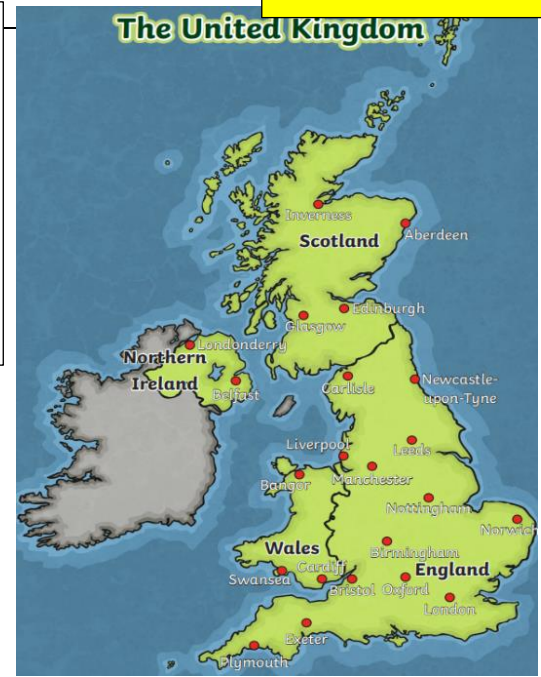 The United Kingdom
Inverness
Aberdeen
Scotland
Edinburgh
Glasgow
Londonderry
Northern
Ireland
Belfast
Carlisle
Newcastle-
upon-Tyne
Liverpool
Leeds
Manchester
Bangor
Nottingham
Norwich
Wales
Birmingham
Cardiff
England
Swansea
Bristol
Oxford
London
Exeter
Plymouth